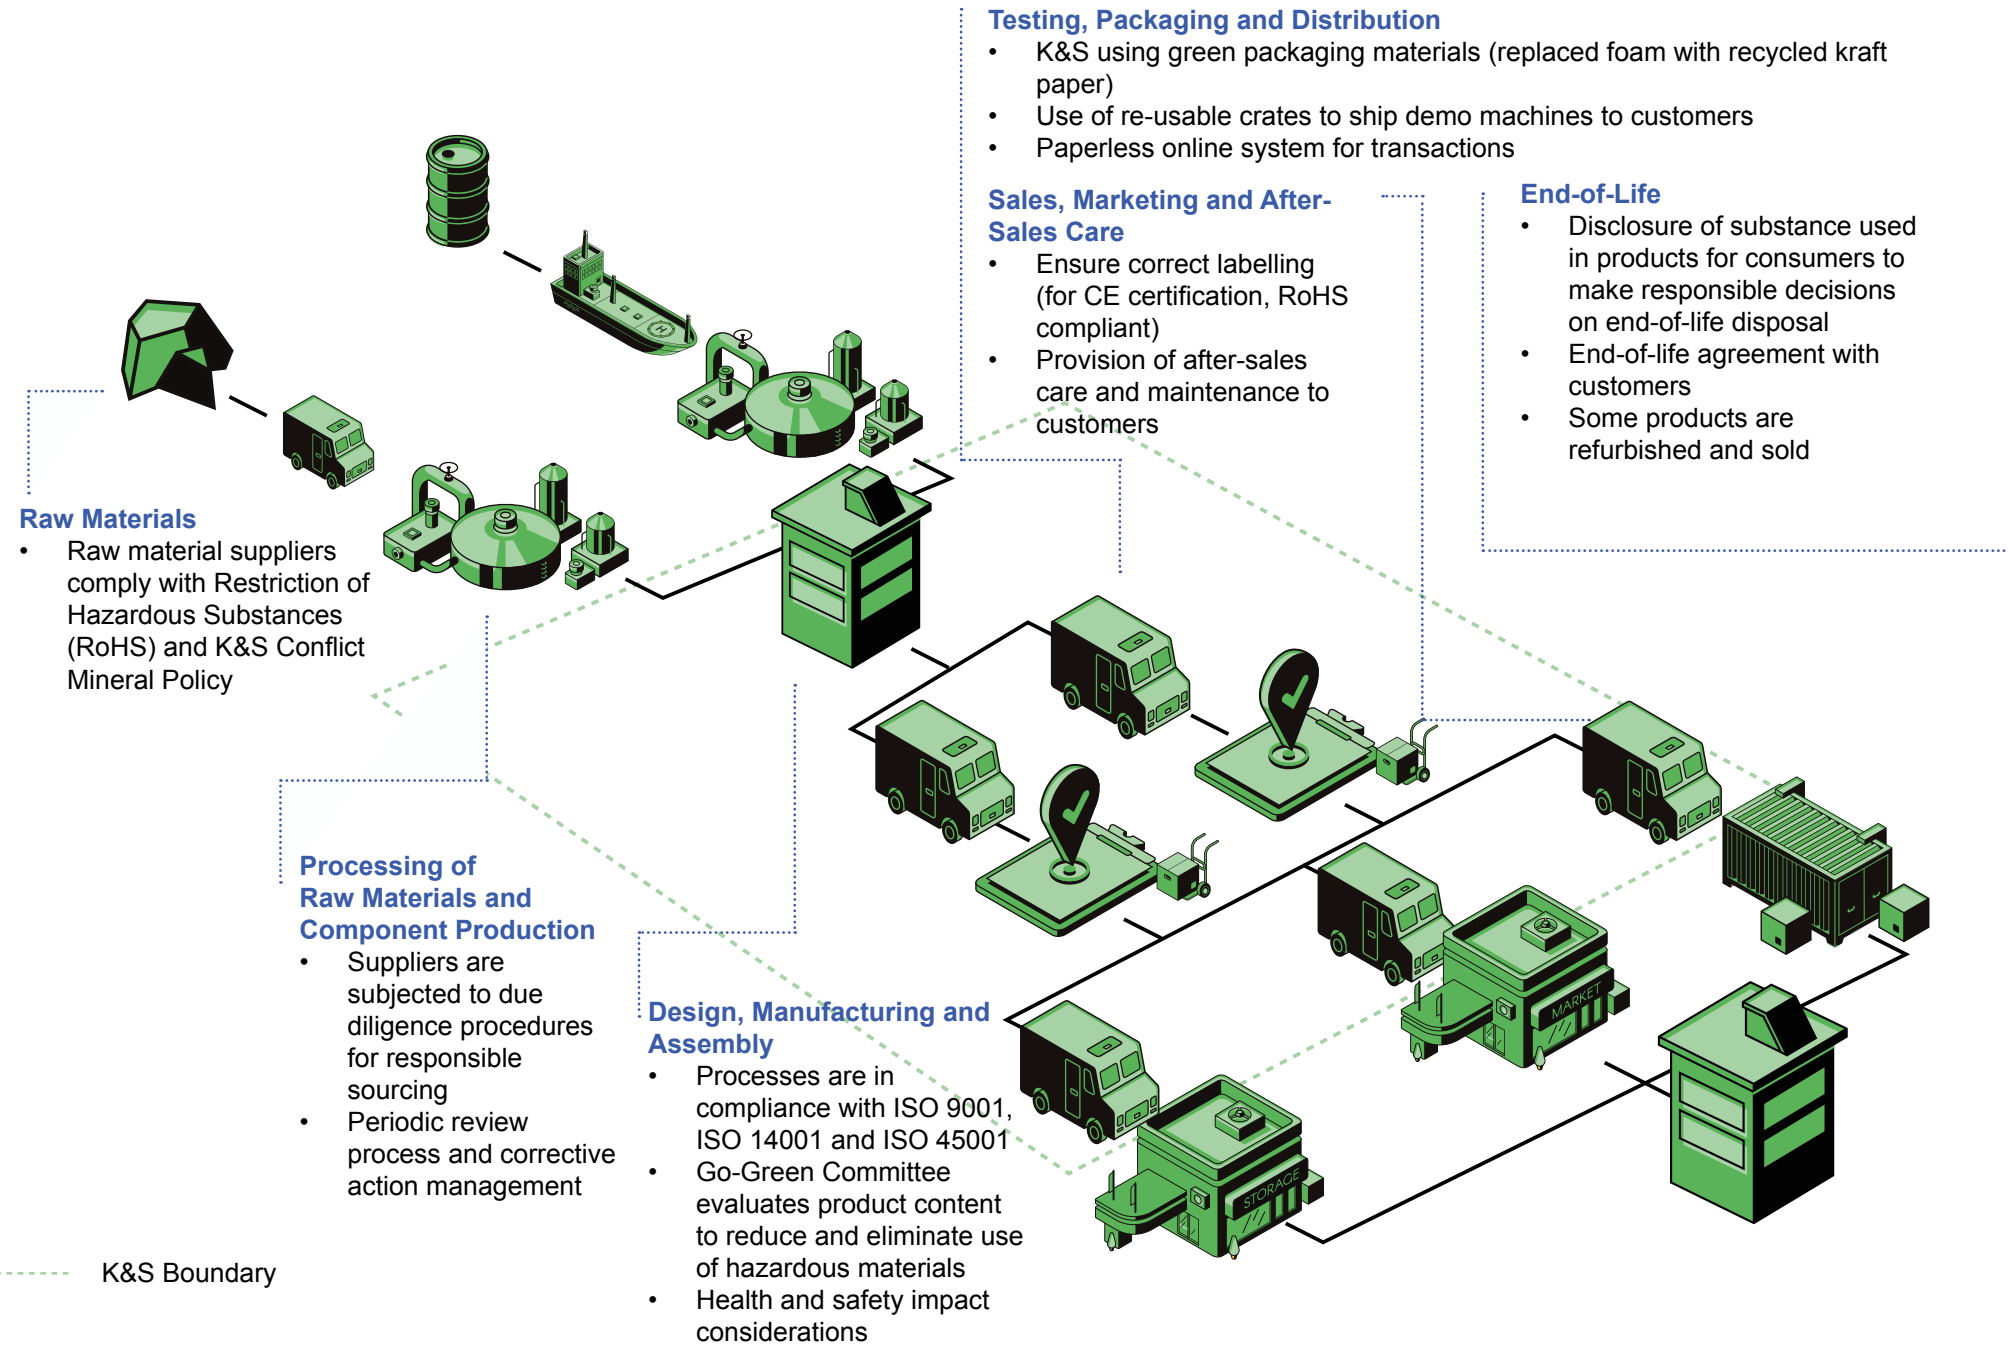 Testing, Packaging and Distribution
• K&S using green packaging materials (replaced foam with recycled kraft
paper)
• Use of re-usable crates to ship demo machines to customers
• Paperless online system for transactions
Sales, Marketing and After-
Sales Care
• Ensure correct labelling
(for CE certification, RoHS
compliant)
• Provision of after-sales
care and maintenance to
customers
End-of-Life
• Disclosure of substance used
in products for consumers to
make responsible decisions
on end-of-life disposal
• End-of-life agreement with
customers
• Some products are
refurbished and sold
Raw Materials
• Raw material suppliers
comply with Restriction of
Hazardous Substances
(RoHS) and K&S Conflict
Mineral Policy
Processing of
Raw Materials and
Component Production
• Suppliers are
subjected to due
diligence procedures
for responsible
sourcing
• Periodic review
process and corrective
action management
Design, Manufacturing and
Assembly
• Processes are in
compliance with ISO 9001,
ISO 14001 and ISO 45001
• Go-Green Committee
evaluates product content
to reduce and eliminate use
of hazardous materials
• Health and safety impact
considerations
H
MARKET
STORAGE
K&S Boundary